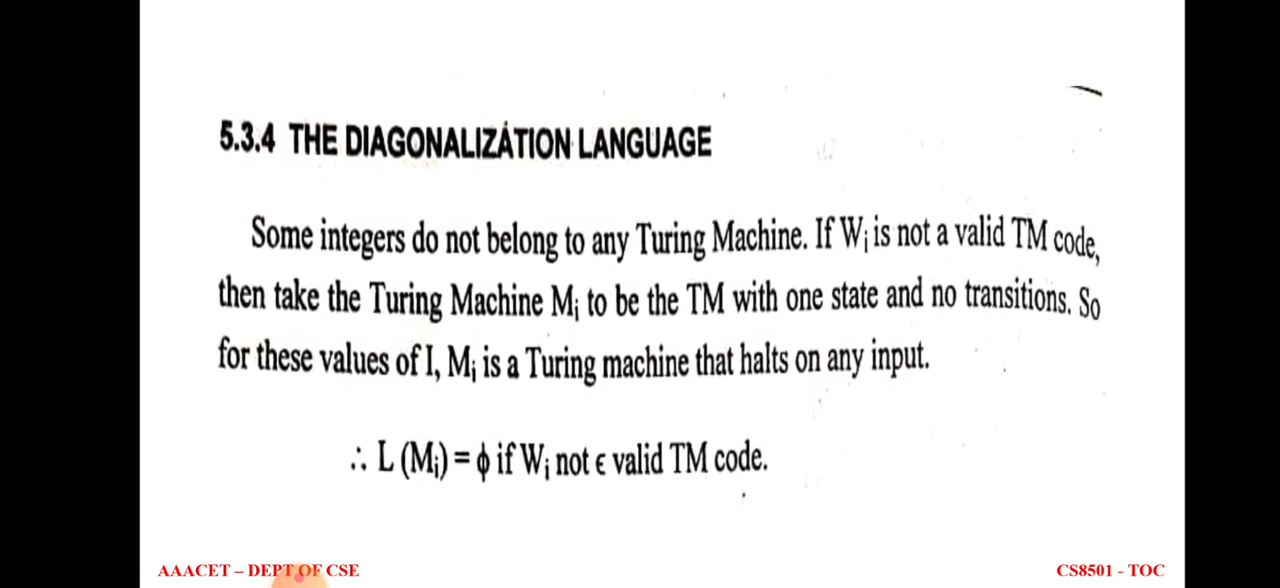 5.3.4 THE DIAGONALIZATION LANGUAGE
Some integers do not belong to any Turing Machine. If Wi is not a valid TM code,
then take the Turing Machine Mi to be the TM with one state and no transitions. So
for these values of I, Mi is a Turing machine that halts on any input.
∴ L (Mi) = ϕ if Wi not ϵ valid TM code.
AAACET – DEPT OF CSE
CS8501 - TOC